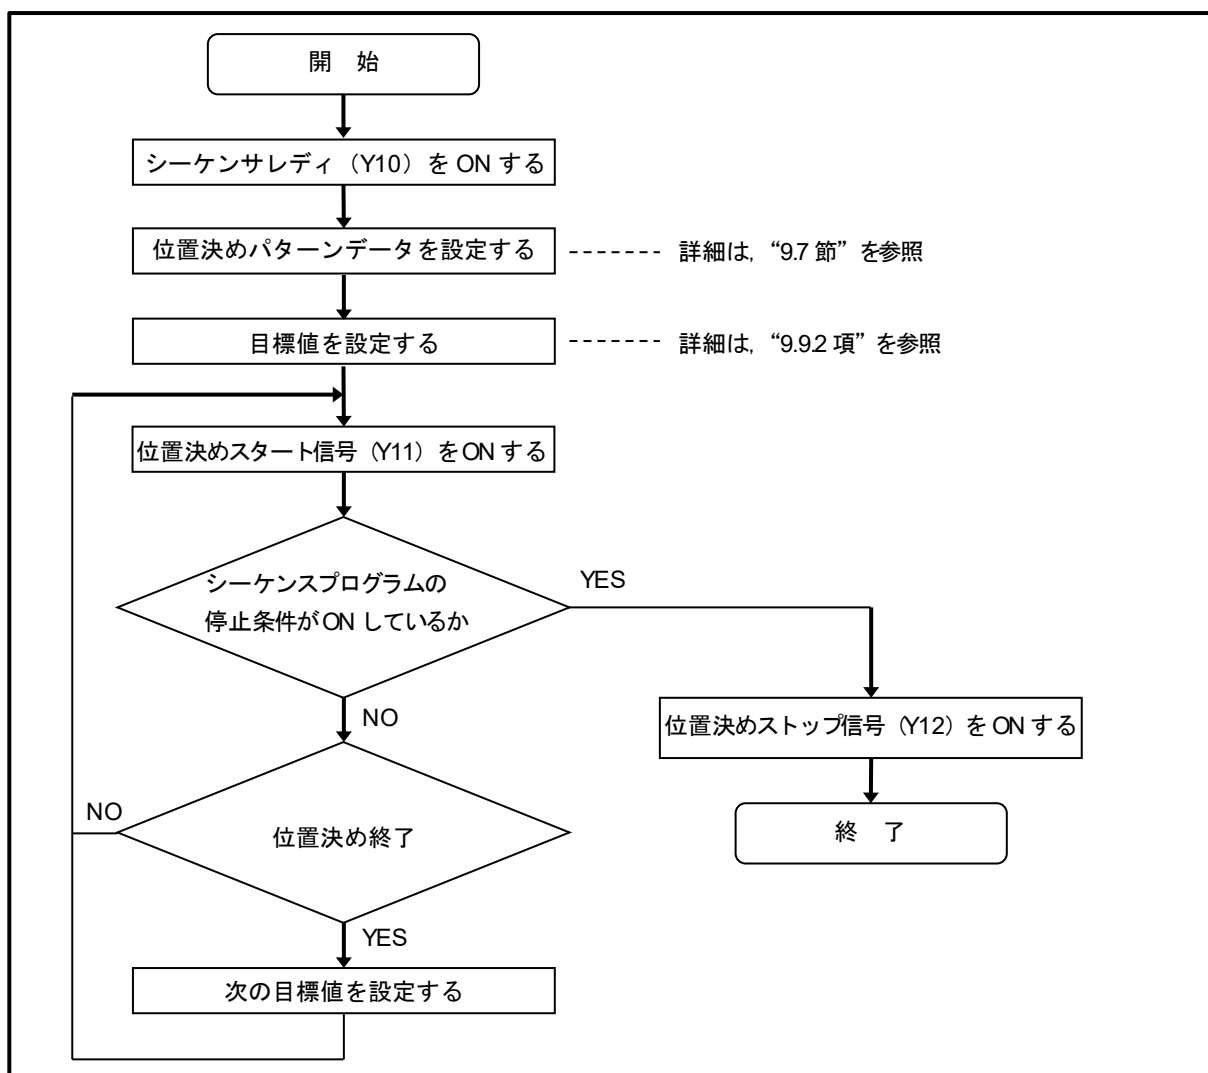 開 始
シーケンサレディ（Y10）を ON する
位置決めパターンデータを設定する
詳細は，“9.7 節”を参照
目標値を設定する
詳細は，“9.9.2 項”を参照
位置決めスタート信号（Y11）を ON する
シーケンスプログラムの
停止条件が ON しているか
YES
NO
位置決めストップ信号（Y12）を ON する
NO
位置決め終了
終 了
YES
次の目標値を設定する